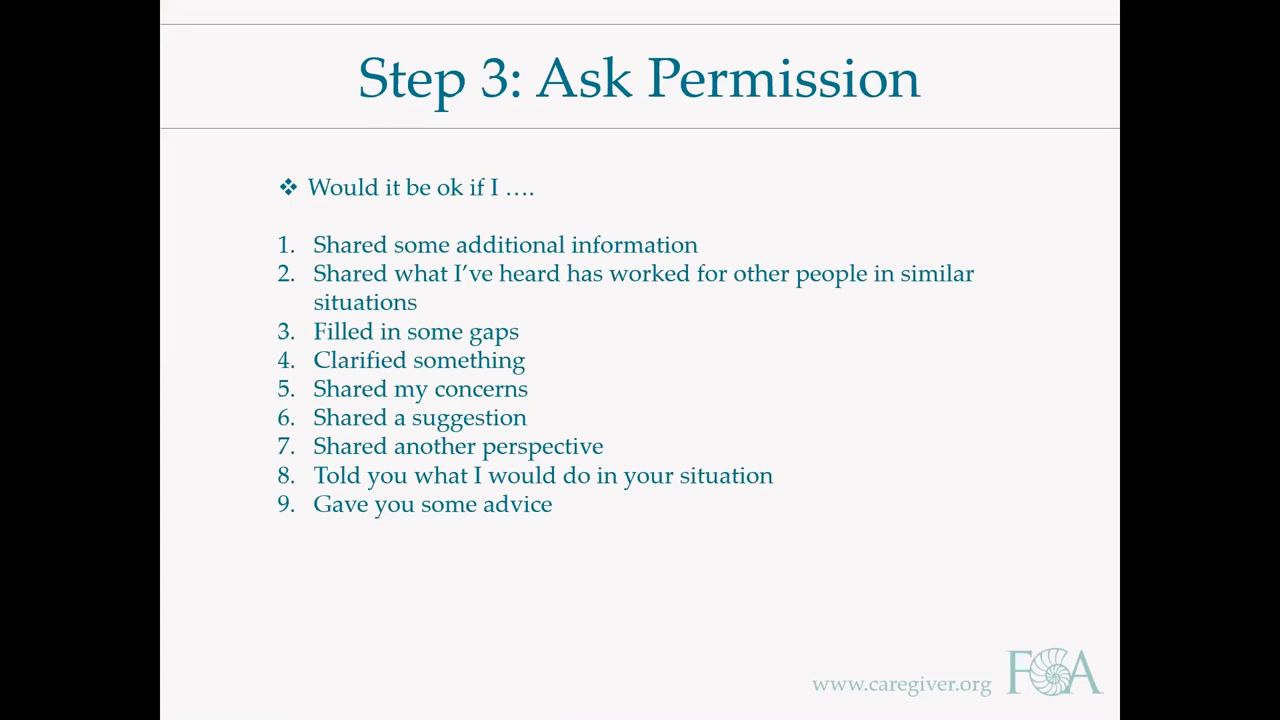 Step 3: Ask Permission
❖ Would it be ok if I ….
1. Shared some additional information
2. Shared what I’ve heard has worked for other people in similar
situations
3. Filled in some gaps
4. Clarified something
5. Shared my concerns
6. Shared a suggestion
7. Shared another perspective
8. Told you what I would do in your situation
9. Gave you some advice
www.caregiver.org FCA